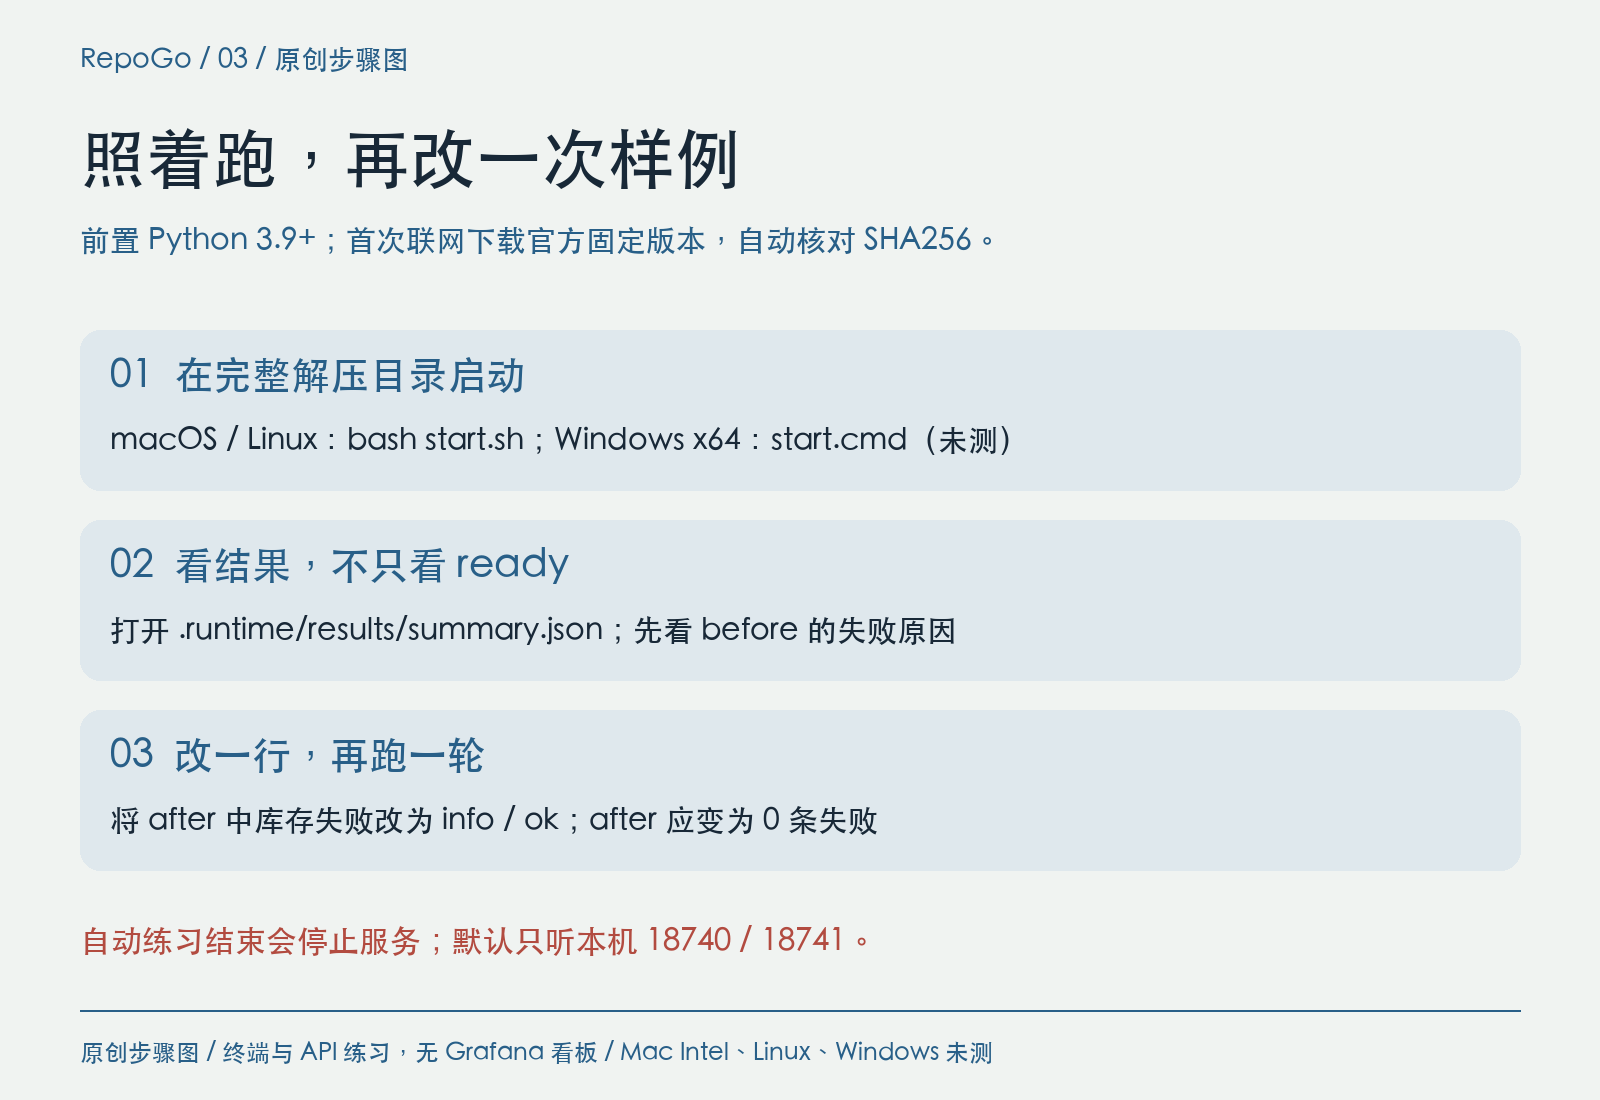 RepoGo / 03 / 原创步骤图
照着跑，再改一次样例
前置 Python 3.9+；首次联网下载官方固定版本，自动核对 SHA256。
01 在完整解压目录启动
macOS / Linux：bash start.sh；Windows x64：start.cmd（未测）
02 看结果，不只看 ready
打开 .runtime/results/summary.json；先看 before 的失败原因
03 改一行，再跑一轮
将 after 中库存失败改为 info / ok；after 应变为 0 条失败
自动练习结束会停止服务；默认只听本机 18740 / 18741。
原创步骤图 / 终端与 API 练习，无 Grafana 看板 / Mac Intel、Linux、Windows 未测